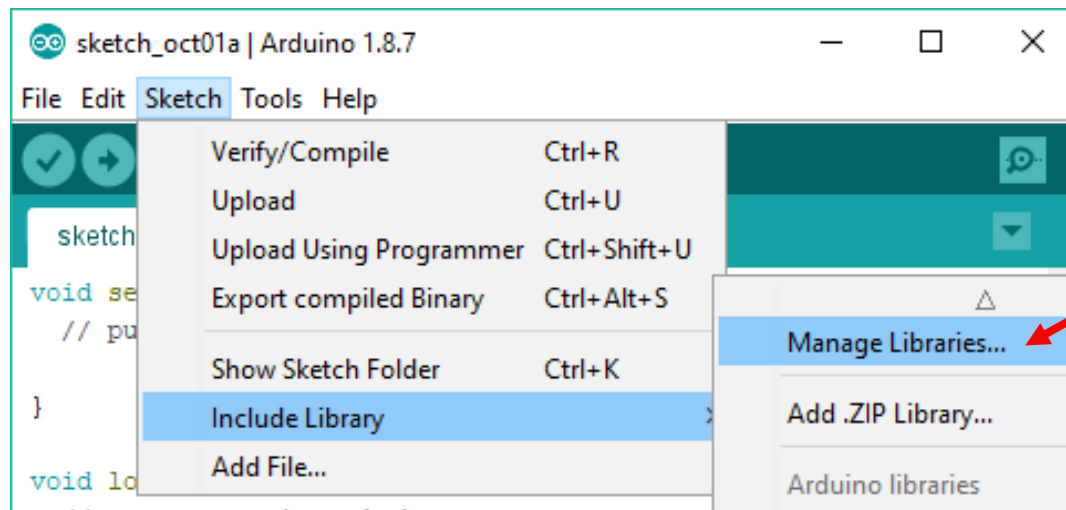 sketch_oct01a | Arduino 1.8.7
File Edit Sketch Tools Help
Verify/Compile Ctrl+R
Upload Ctrl+U
sketch
Upload Using Programmer Ctrl+Shift+U
void se
Export compiled Binary Ctrl+Alt+S
// pu
Manage Libraries...
Show Sketch Folder Ctrl+K
}
Include Library
Add .ZIP Library...
Add File...
void lo
Arduino libraries